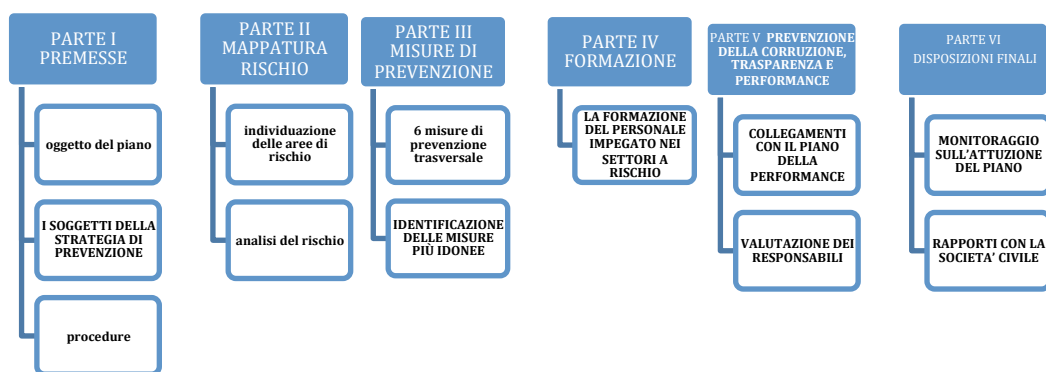 PARTE I
PREMESSE
oggetto del piano
I SOGGETTI DELLA
STRATEGIA DI
PREVENZIONE
procedure
PARTE II
MAPPATURA
RISCHIO
individuazione
delle aree di
rischio
analisi del rischio
PARTE III
MISURE DI
PREVENZIONE
6 misure di
prevenzione
trasversale
IDENTIFICAZIONE
DELLE MISURE
PIÙ IDONEE
PARTE IV
FORMAZIONE
LA FORMAZIONE
DEL PERSONALE
IMPEGATO NEI
SETTORI A
RISCHIO
PARTE V PREVENZIONE
DELLA CORRUZIONE,
TRASPARENZA E
PERFORMANCE
COLLEGAMENTI
CON IL PIANO
DELLA
PERFORMANCE
VALUTAZIONE DEI
RESPONSABILI
PARTE VI
DISPOSIZIONI FINALI
MONITORAGGIO
SULL'ATTUZIONE
DEL PIANO
RAPPORTI CON LA
SOCIETA' CIVILE